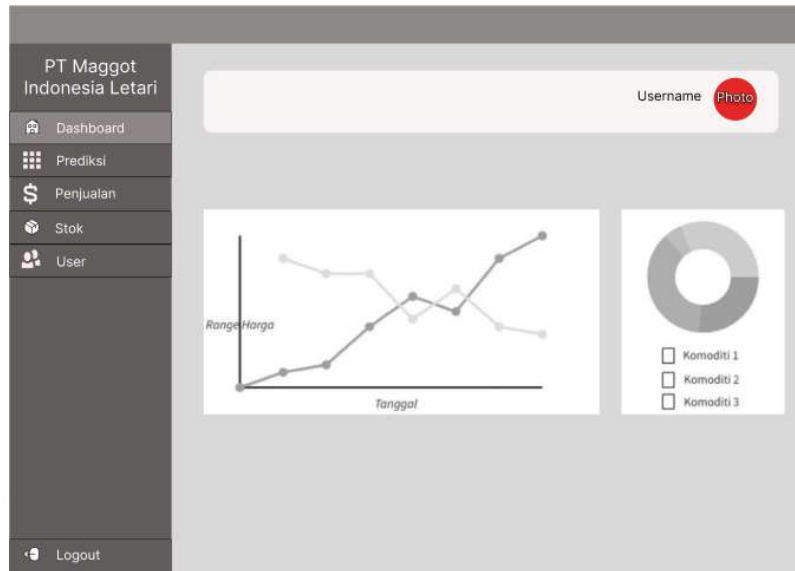 PT Maggot
Indonesia Letari
Dashboard
Prediksi
Penjualan
Stok
User
Logout
Username
Photo
Range Harga
Tanggal
Komoditi 1
Komoditi 2
Komoditi 3